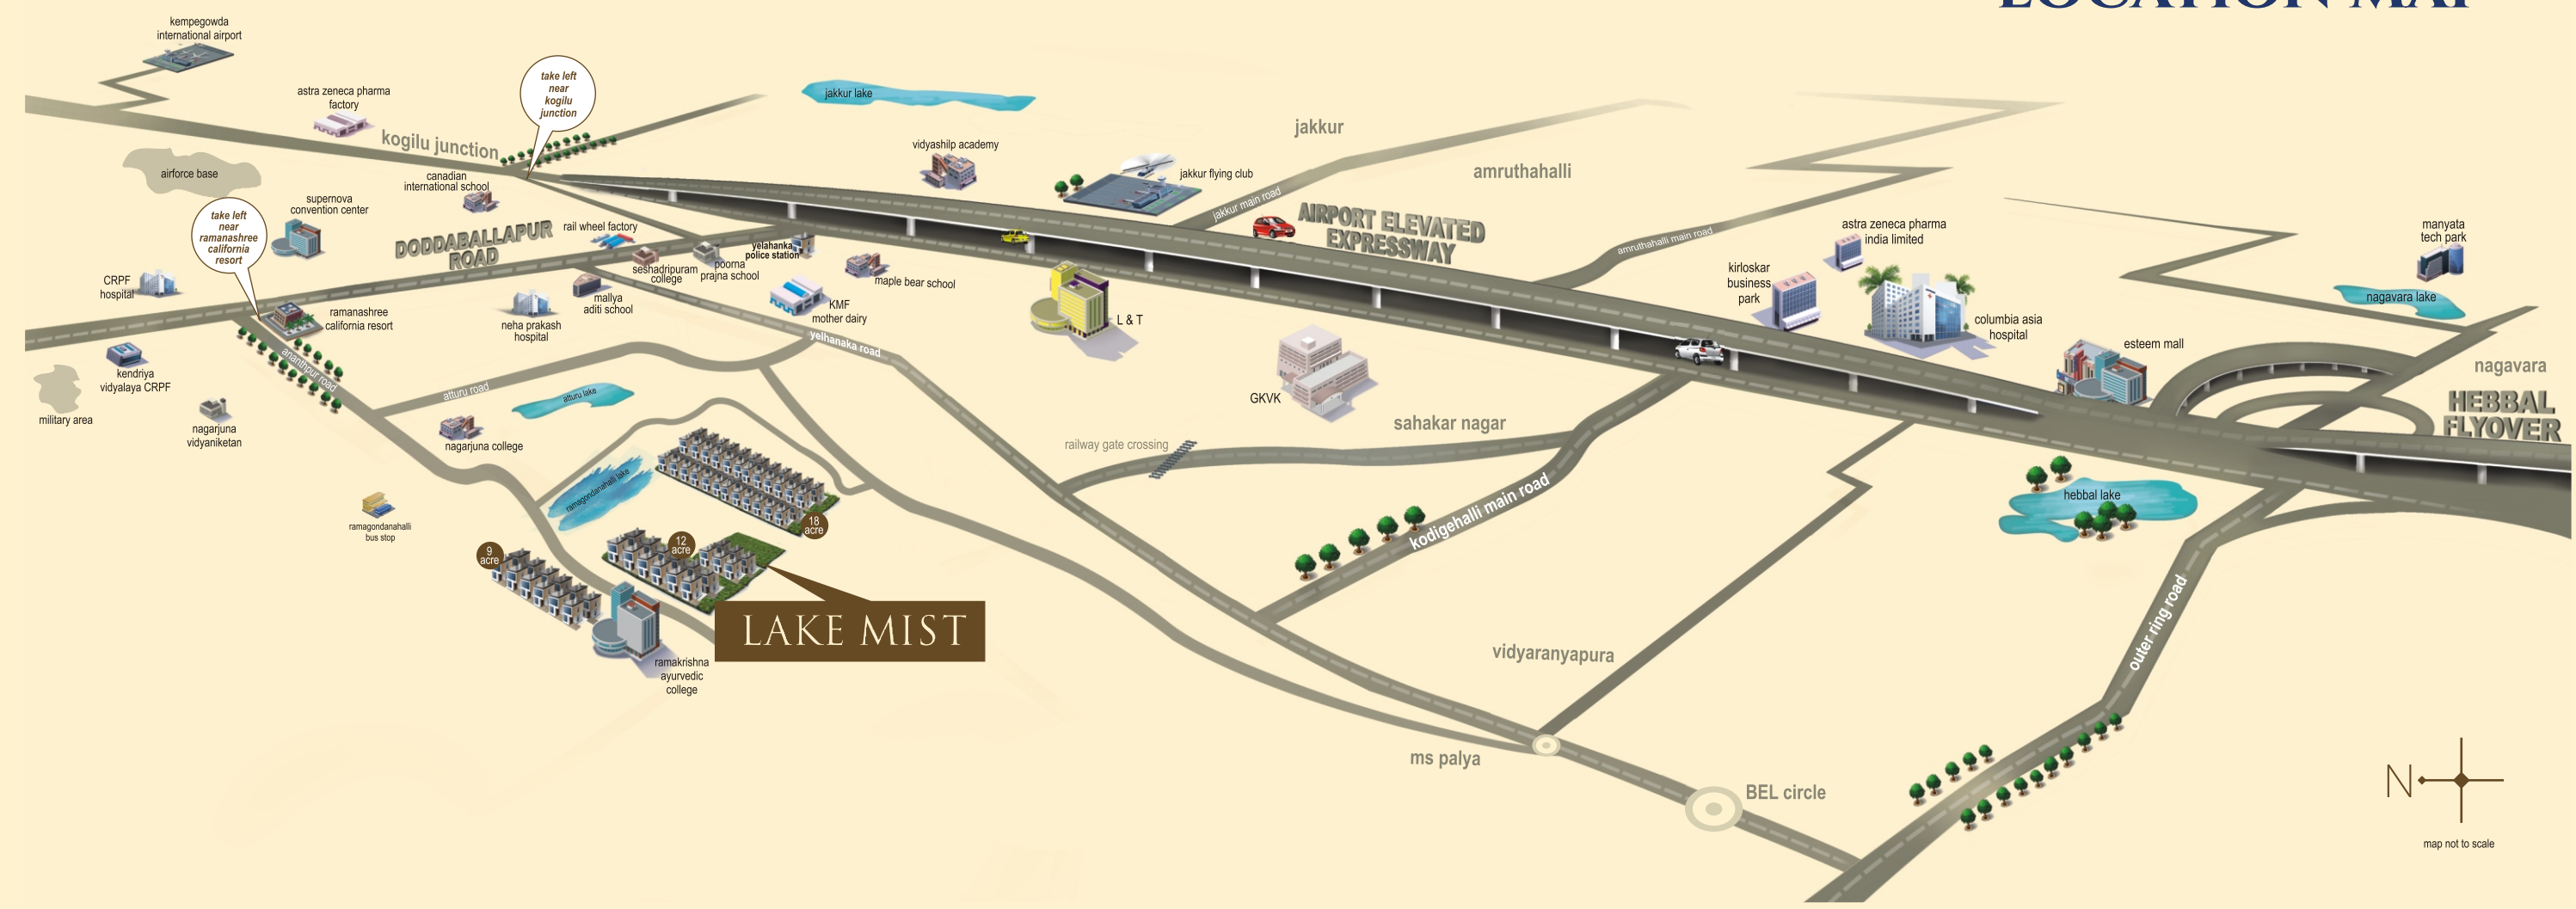 LOCATION MAP
kempegowda
international airport
astra zeneca pharma
factory
take left
near
kogilu
junction
jakkur lake
kogilu junction
airforce base
canadian
international school
vidyashilp academy
jakkur flying club
jakkur
jakkur main road
amruthahalli
amruthahalli main road
AIRPORT ELEVATED
EXPRESSWAY
supernova
convention center
take left
near
ramanashree
california
resort
DODDABALLAPUR
ROAD
rail wheel factory
yelahanka
police station
poorna
prajna school
seshadripuram
college
mallya
aditi school
maple bear school
KMF
mother dairy
neha prakash
hospital
CRPF
hospital
ramanashree
california resort
kendriya
vidyalaya CRPF
military area
nagarjuna
vidyaniketan
ananthpur road
atturu road
atturu lake
yelhanaka road
nagarjuna college
L & T
GKVK
astra zeneca pharma
india limited
kirloskar
business
park
columbia asia
hospital
esteem mall
manyata
tech park
nagavara lake
nagavara
HEBBAL
FLYOVER
hebbal lake
sahakar nagar
railway gate crossing
kodigehalli main road
outer ring road
ramagondanahalli lake
ramagondanahalli
bus stop
18
acre
12
acre
9
acre
LAKE MIST
ramakrishna
ayurvedic
college
vidyaranyapura
ms palya
BEL circle
N
map not to scale